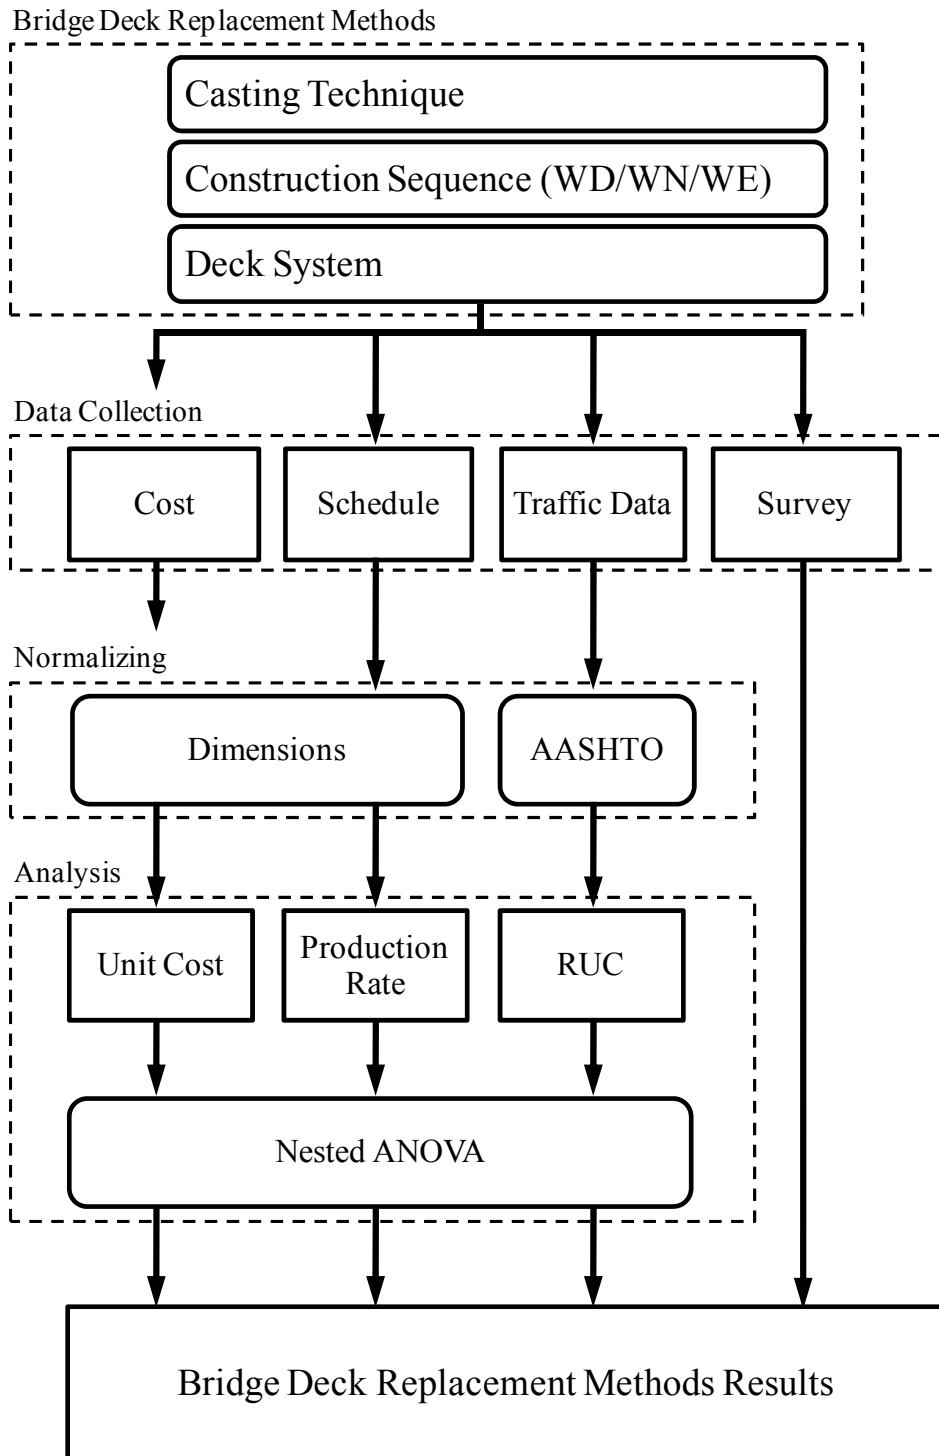 Bridge Deck Replacement Methods
Casting Technique
Construction Sequence (WD/WN/WE)
Deck System
Data Collection
Cost
Schedule
Traffic Data
Survey
Normalizing
Dimensions
AASHTO
Analysis
Unit Cost
Production
Rate
RUC
Nested ANOVA
Bridge Deck Replacement Methods Results